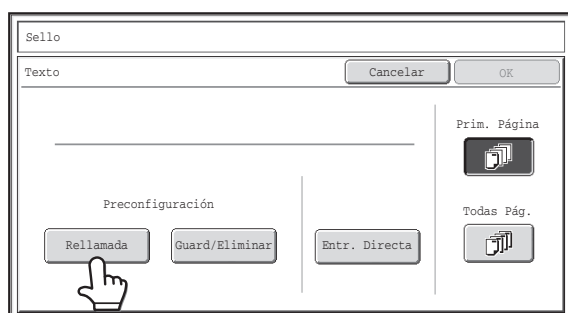 Sello
Texto
Cancelar
OK
Prim. Página
Preconfiguración
Todas Pág.
Rellamada
Guard/Eliminar
Entr. Directa